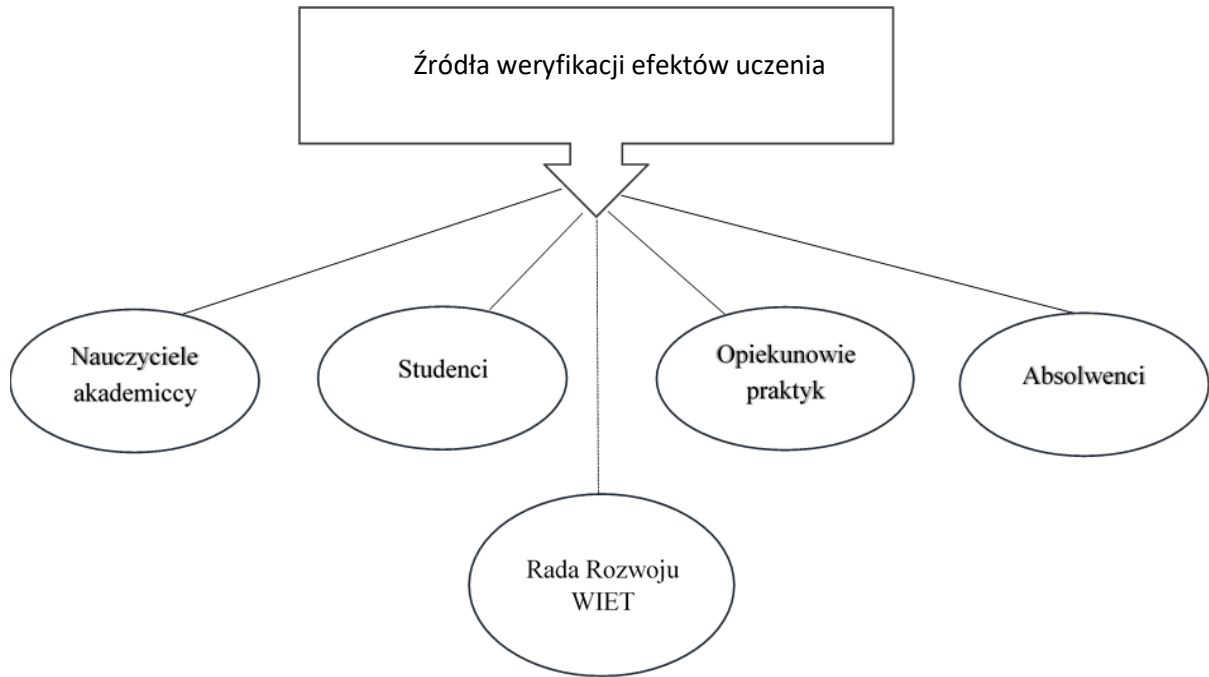 Źródła weryfikacji efektów uczenia
Nauczyciele
akademiccy
Studenci
Opiekunowie
praktyk
Absolwenci
Rada Rozwoju
WIET